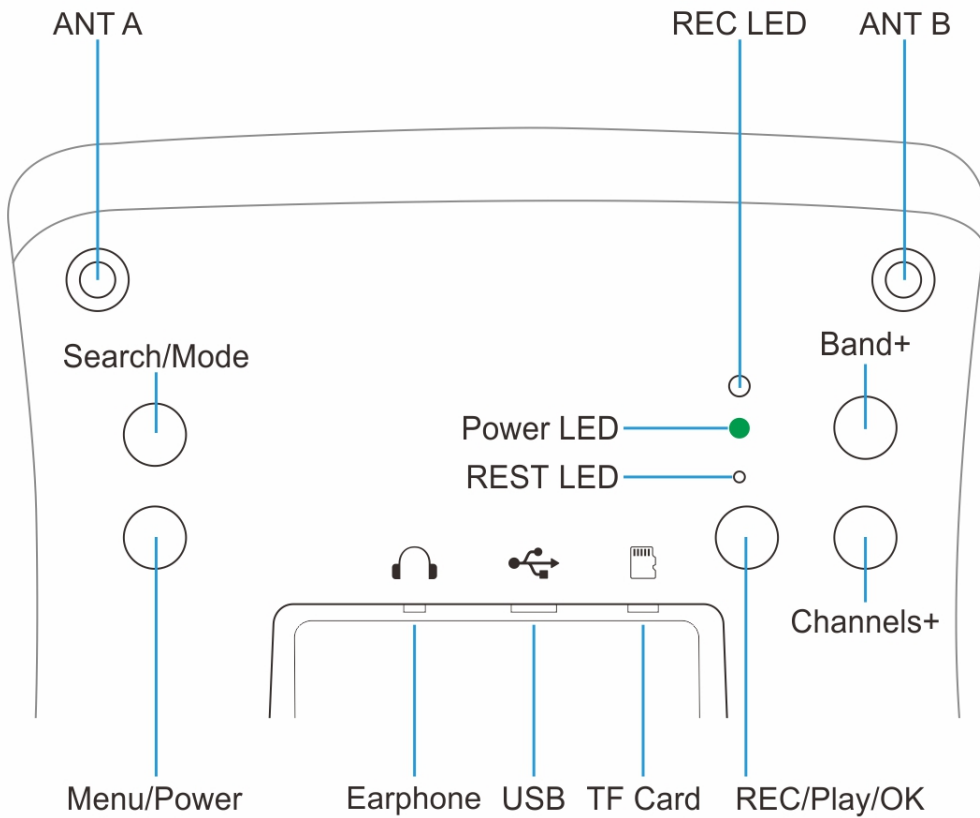 ANT A
REC LED
ANT B
Search/Mode
Band+
Power LED
REST LED
Channels+
Menu/Power
Earphone
USB
TF Card
REC/Play/OK